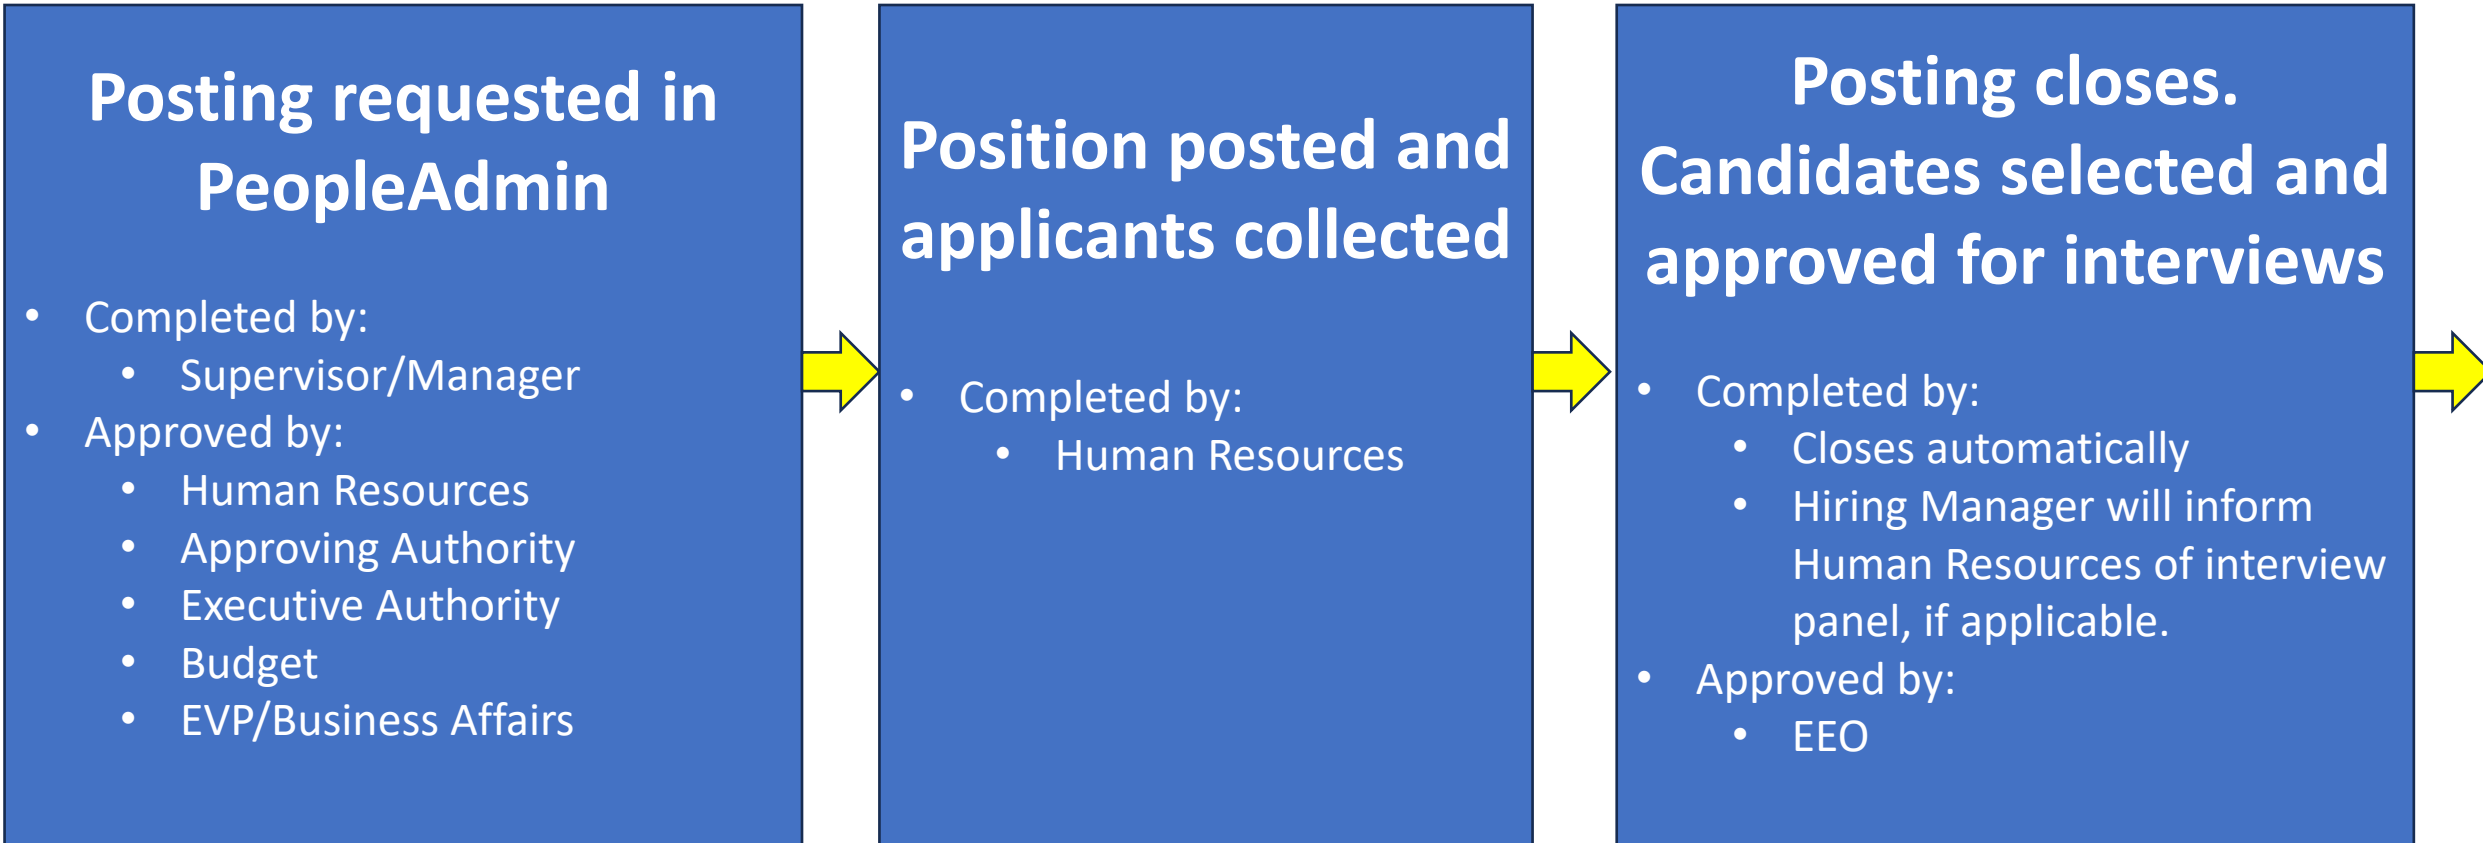 Posting requested in
PeopleAdmin
• Completed by:
• Supervisor/Manager
• Approved by:
• Human Resources
• Approving Authority
• Executive Authority
• Budget
• EVP/Business Affairs
Position posted and
applicants collected
• Completed by:
• Human Resources
Posting closes.
Candidates selected and
approved for interviews
• Completed by:
• Closes automatically
• Hiring Manager will inform
Human Resources of interview
panel, if applicable.
• Approved by:
• EEO